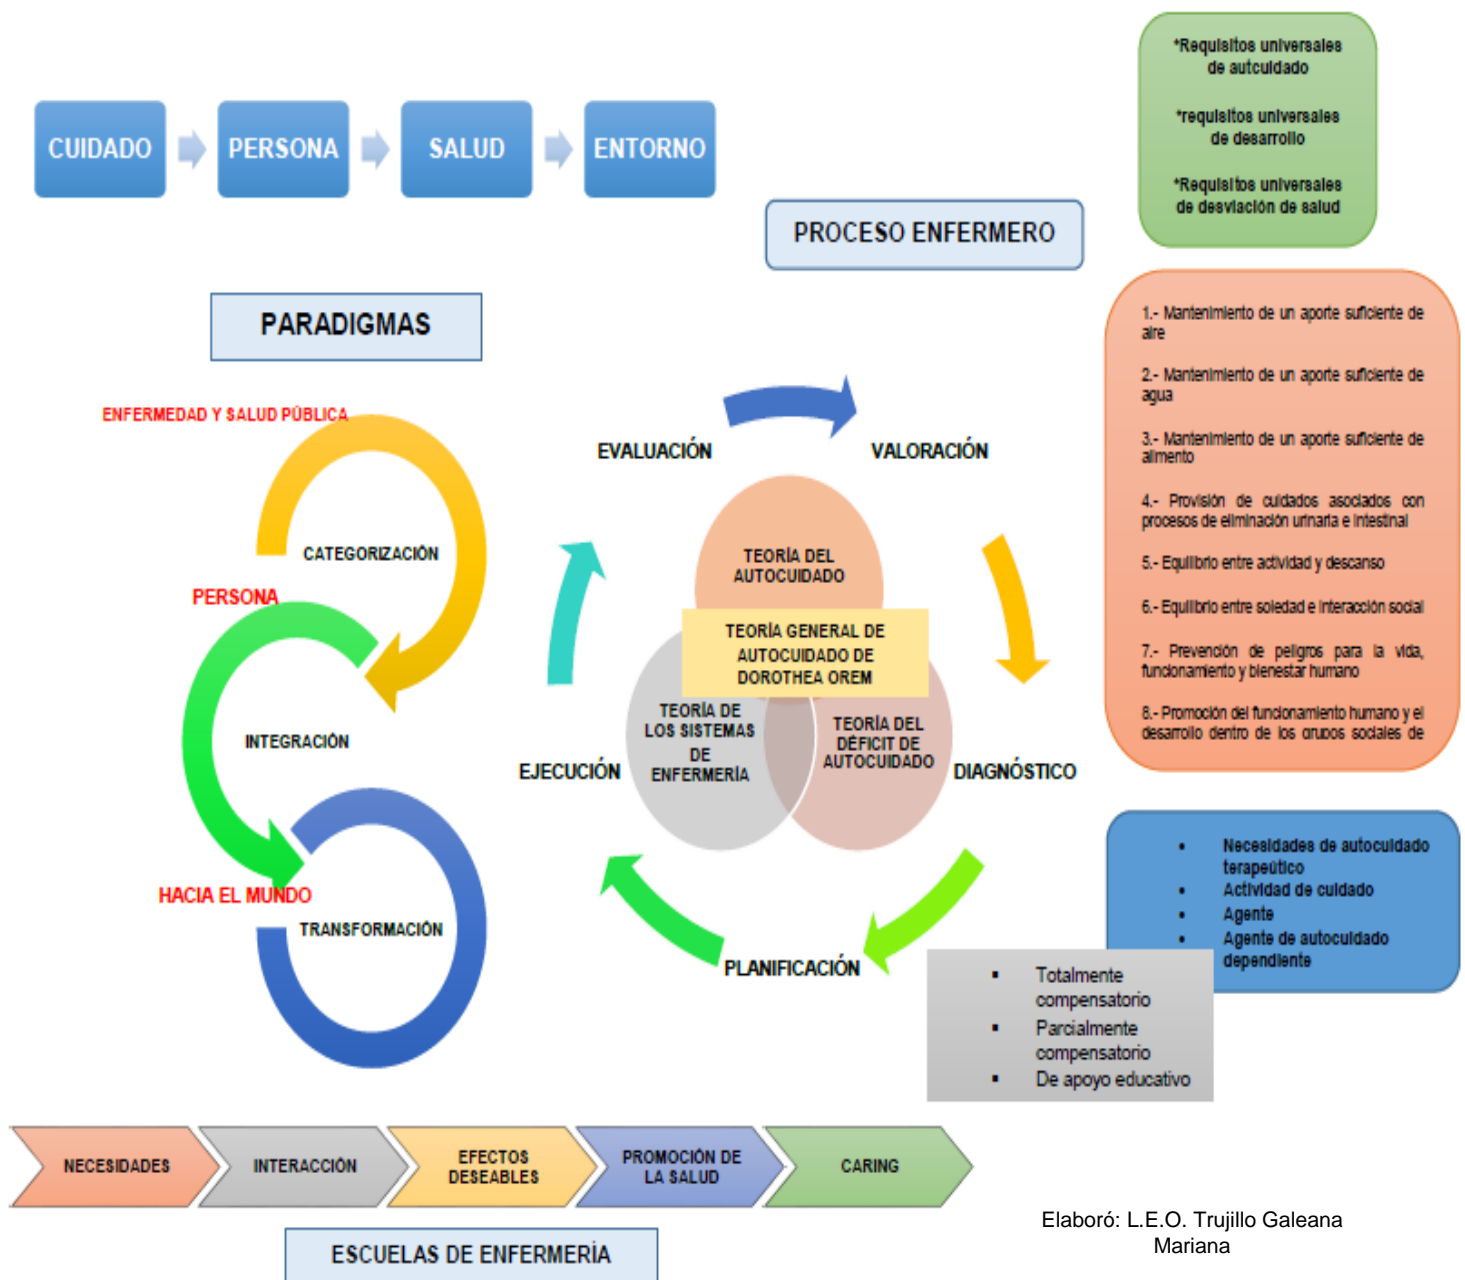 *Requisitos universales
de autcuidado
*requisitos universales
de desarrollo
*Requisitos universales
de desviación de salud
CUIDADO
PERSONA
SALUD
ENTORNO
PROCESO ENFERMERO
PARADIGMAS
ENFERMEDAD Y SALUD PÚBLICA
CATEGORIZACIÓN
PERSONA
INTEGRACIÓN
HACIA EL MUNDO
TRANSFORMACIÓN
EVALUACIÓN
VALORACIÓN
TEORÍA DEL
AUTOCUIDADO
TEORÍA GENERAL DE
AUTOCUIDADO DE
DOROTHEA OREM
TEORÍA DE
LOS SISTEMAS
DE
ENFERMERÍA
TEORÍA DEL
DÉFICIT DE
AUTOCUIDADO
EJECUCIÓN
DIAGNÓSTICO
PLANIFICACIÓN
1.- Mantenimiento de un aporte suficiente de
aire
2.- Mantenimiento de un aporte suficiente de
agua
3.- Mantenimiento de un aporte suficiente de
alimento
4.- Provisión de cuidados asociados con
procesos de eliminación urinaria e intestinal
5.- Equilibrio entre actividad y descanso
6.- Equilibrio entre soledad e interacción social
7.- Prevención de peligros para la vida,
funcionamiento y bienestar humano
8.- Promoción del funcionamiento humano y el
desarrollo dentro de los grupos sociales de
• Necesidades de autocuidado
terapeútico
• Actividad de cuidado
• Agente
• Agente de autocuidado
dependiente
▪ Totalmente
compensatorio
▪ Parcialmente
compensatorio
▪ De apoyo educativo
NECESIDADES
INTERACCIÓN
EFECTOS
DESEABLES
PROMOCIÓN DE
LA SALUD
CARING
ESCUELAS DE ENFERMERÍA
Elaboró: L.E.O. Trujillo Galeana
Mariana